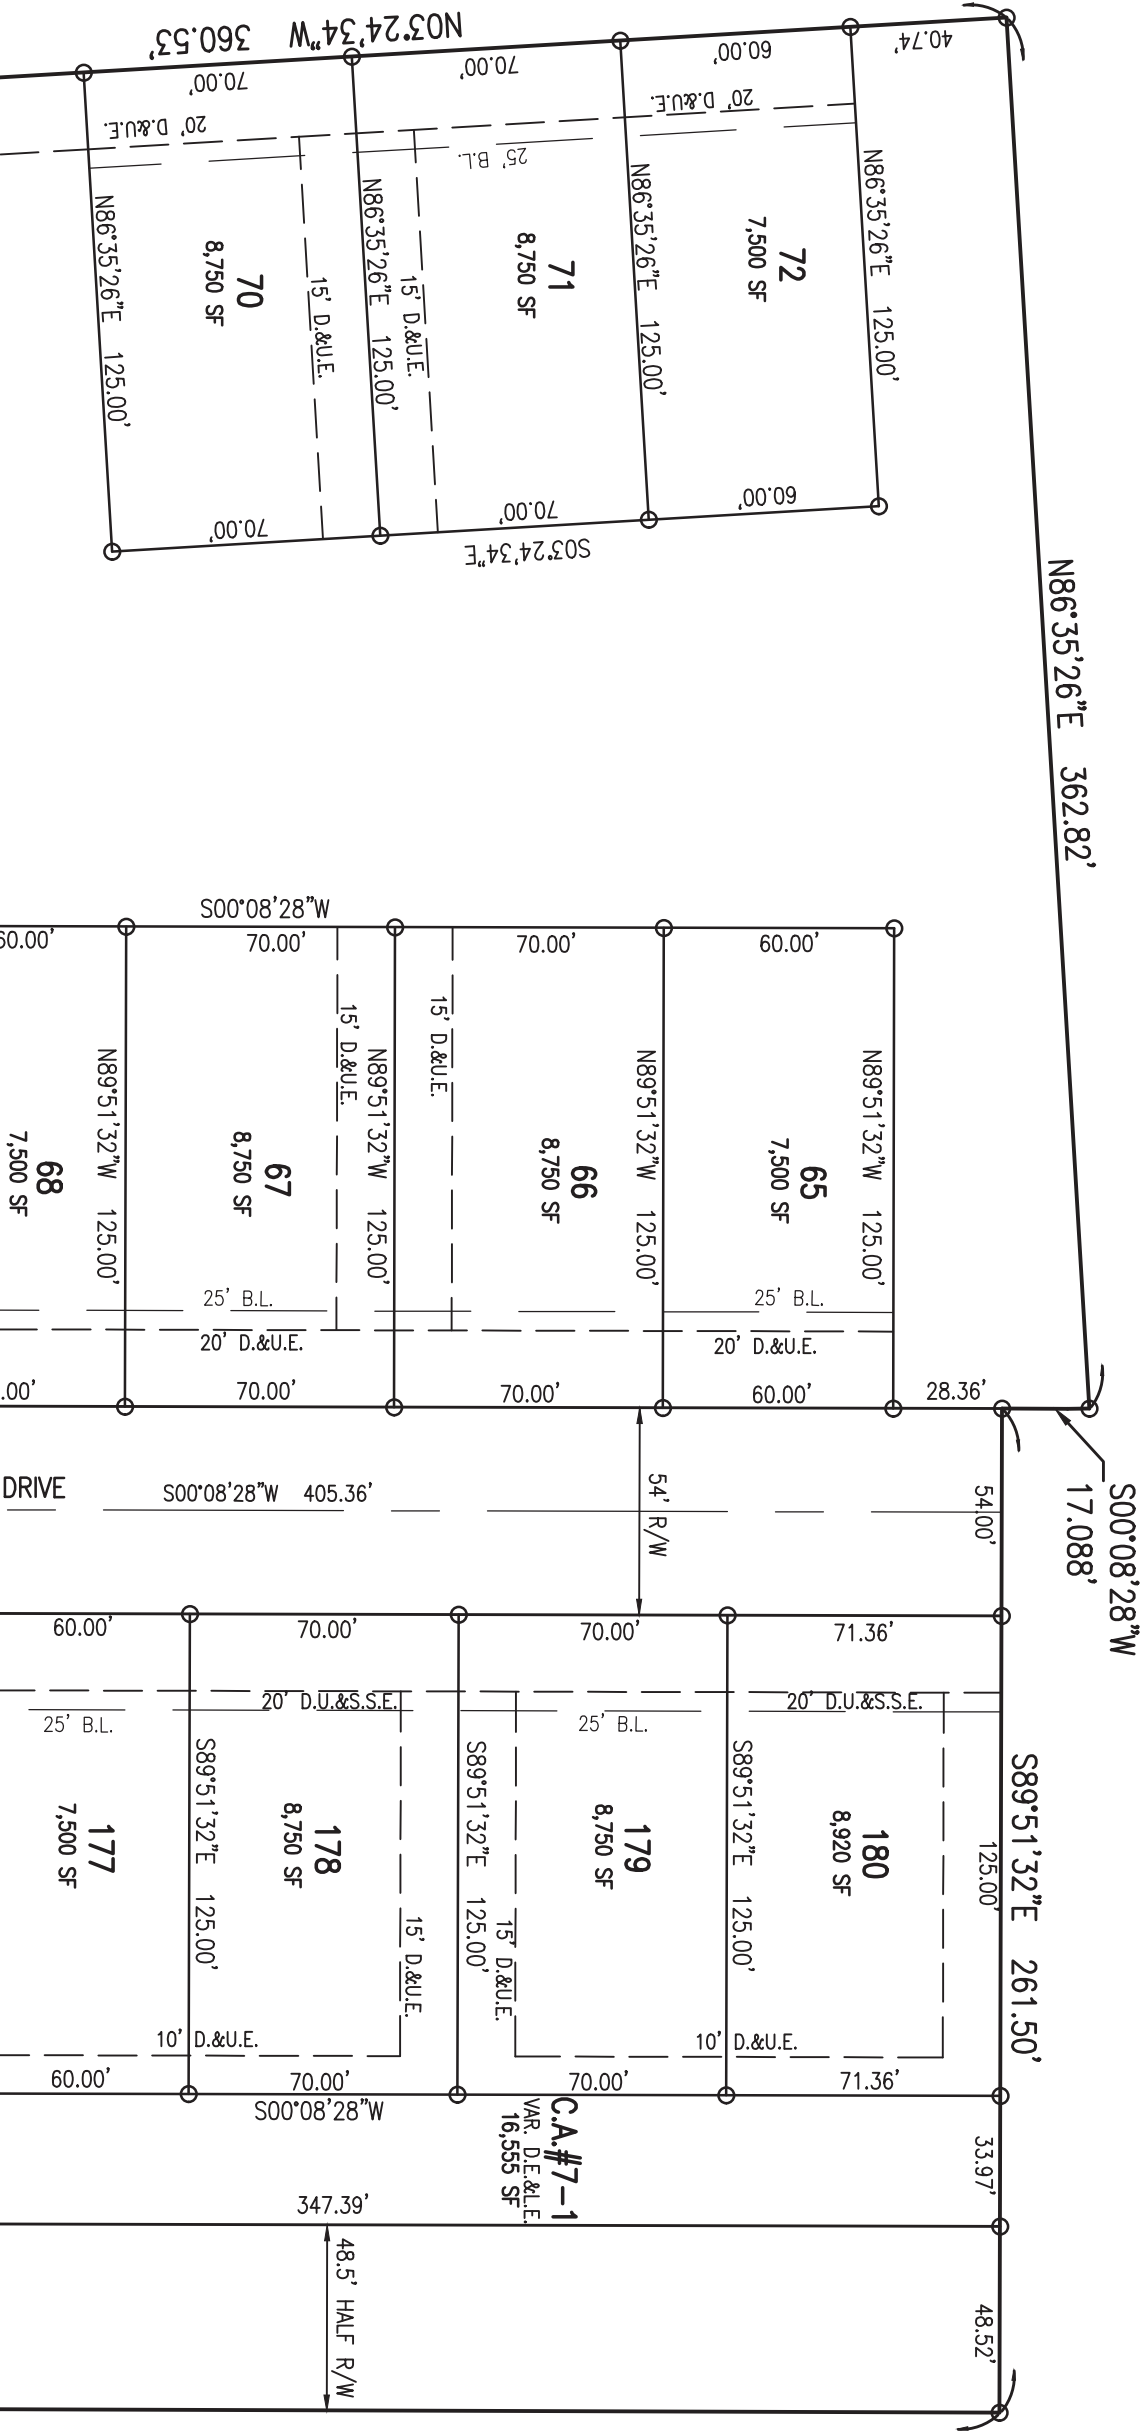 N03°24'34"W 360.53'
70.00'
70.00'
60.00'
40.74'
20' D.&U.E.
20' D.&U.E.
25' B.L.
N86°35'26"E 125.00'
N86°35'26"E 125.00'
N86°35'26"E 125.00'
N86°35'26"E 125.00'
70
8,750 SF
15' D.&U.E.
15' D.&U.E.
71
8,750 SF
72
7,500 SF
70.00'
70.00'
60.00'
S03°24'34"E
N86°35'26"E 362.82'
S00°08'28"W
60.00'
70.00'
70.00'
60.00'
N89°51'32"W 125.00'
N89°51'32"W 125.00'
N89°51'32"W 125.00'
N89°51'32"W 125.00'
15' D.&U.E.
15' D.&U.E.
68
7,500 SF
67
8,750 SF
66
8,750 SF
65
7,500 SF
25' B.L.
25' B.L.
20' D.&U.E.
20' D.&U.E.
.00'
70.00'
70.00'
60.00'
28.36'
S00°08'28"W
17.088'
DRIVE
S00°08'28"W 405.36'
54' R/W
54.00'
60.00'
70.00'
70.00'
71.36'
20' D.U.&S.S.E.
20' D.U.&S.S.E.
25' B.L.
25' B.L.
S89°51'32"E 125.00'
S89°51'32"E 125.00'
S89°51'32"E 125.00'
125.00'
S89°51'32"E 261.50'
177
7,500 SF
178
8,750 SF
179
8,750 SF
180
8,920 SF
15' D.&U.E.
15' D.&U.E.
10' D.&U.E.
10' D.&U.E.
60.00'
70.00'
70.00'
71.36'
S00°08'28"W
C.A.#7-1
VAR. D.E.&L.E.
16,555 SF
33.97'
347.39'
48.5' HALF R/W
48.52'